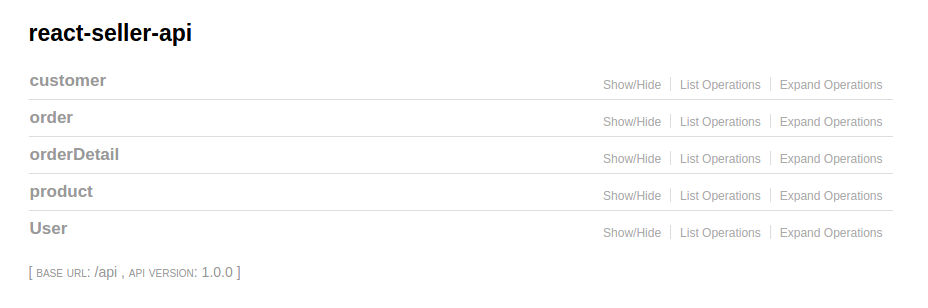 react-seller-api
customer Show/Hide List Operations Expand Operations
order Show/Hide List Operations Expand Operations
orderDetail Show/Hide List Operations Expand Operations
product Show/Hide List Operations Expand Operations
User Show/Hide List Operations Expand Operations
[ BASE URL: /api , API VERSION: 1.0.0 ]